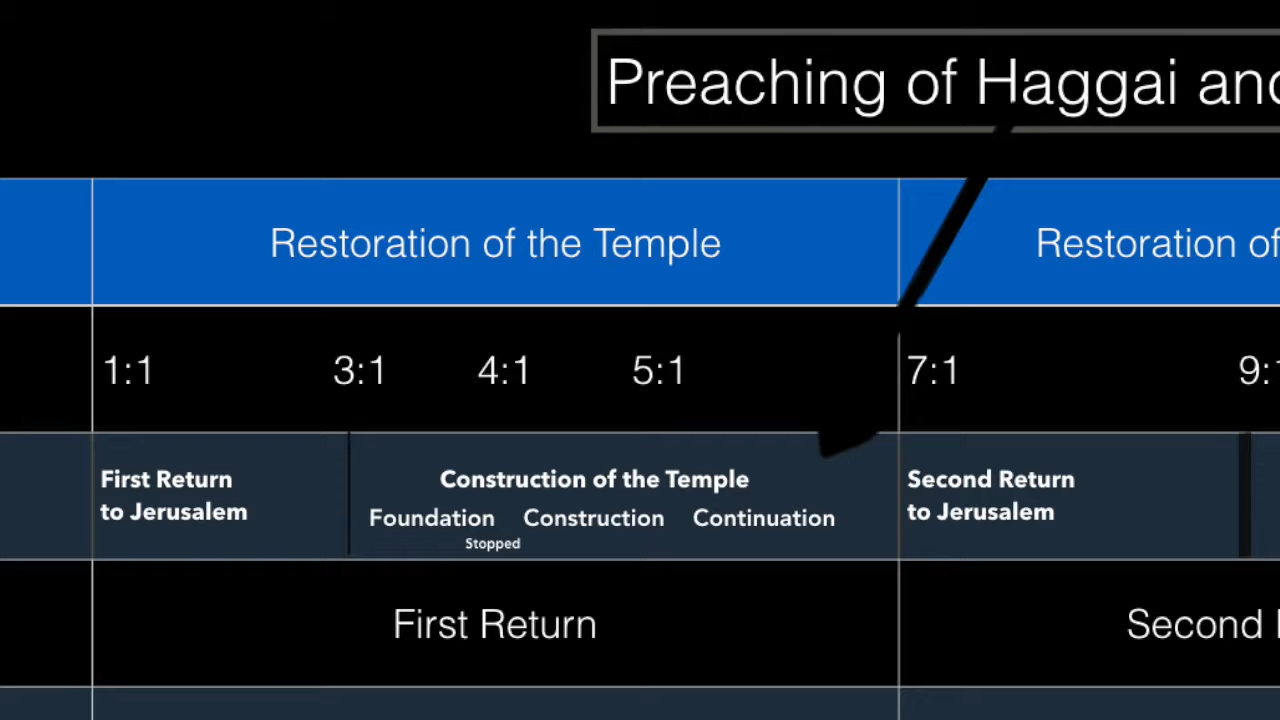 Preaching of Haggai
Restoration of the Temple
Restoration of
1:1 3:1 4:1 5:1 7:1
First Return
to Jerusalem
Construction of the Temple
Foundation Construction Continuation
Stopped
Second Return
to Jerusalem
First Return
Second